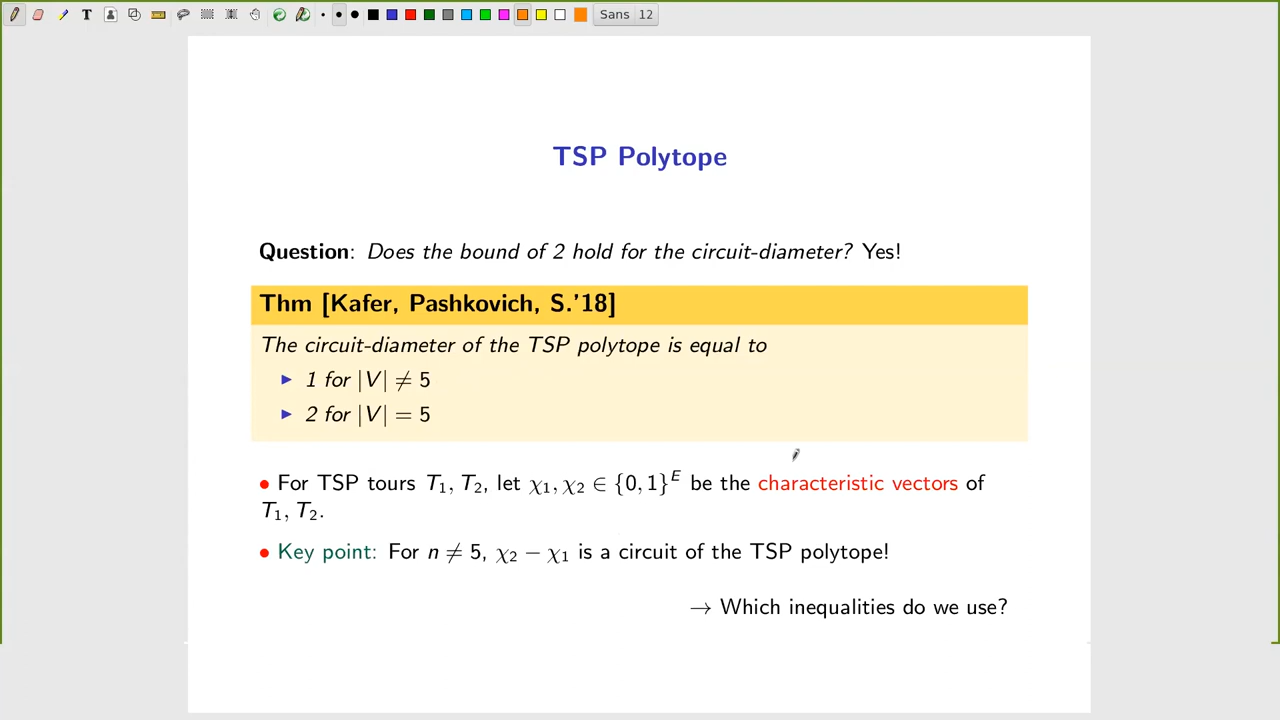 Sans 12
TSP Polytope
Question: Does the bound of 2 hold for the circuit-diameter? Yes!
Thm [Kafer, Pashkovich, S.'18]
The circuit-diameter of the TSP polytope is equal to
▶ 1 for |V| ≠ 5
▶ 2 for |V| = 5
• For TSP tours T₁, T₂, let χ₁, χ₂ ∈ {0, 1}ᴱ be the characteristic vectors of
T₁, T₂.
• Key point: For n ≠ 5, χ₂ − χ₁ is a circuit of the TSP polytope!
→ Which inequalities do we use?